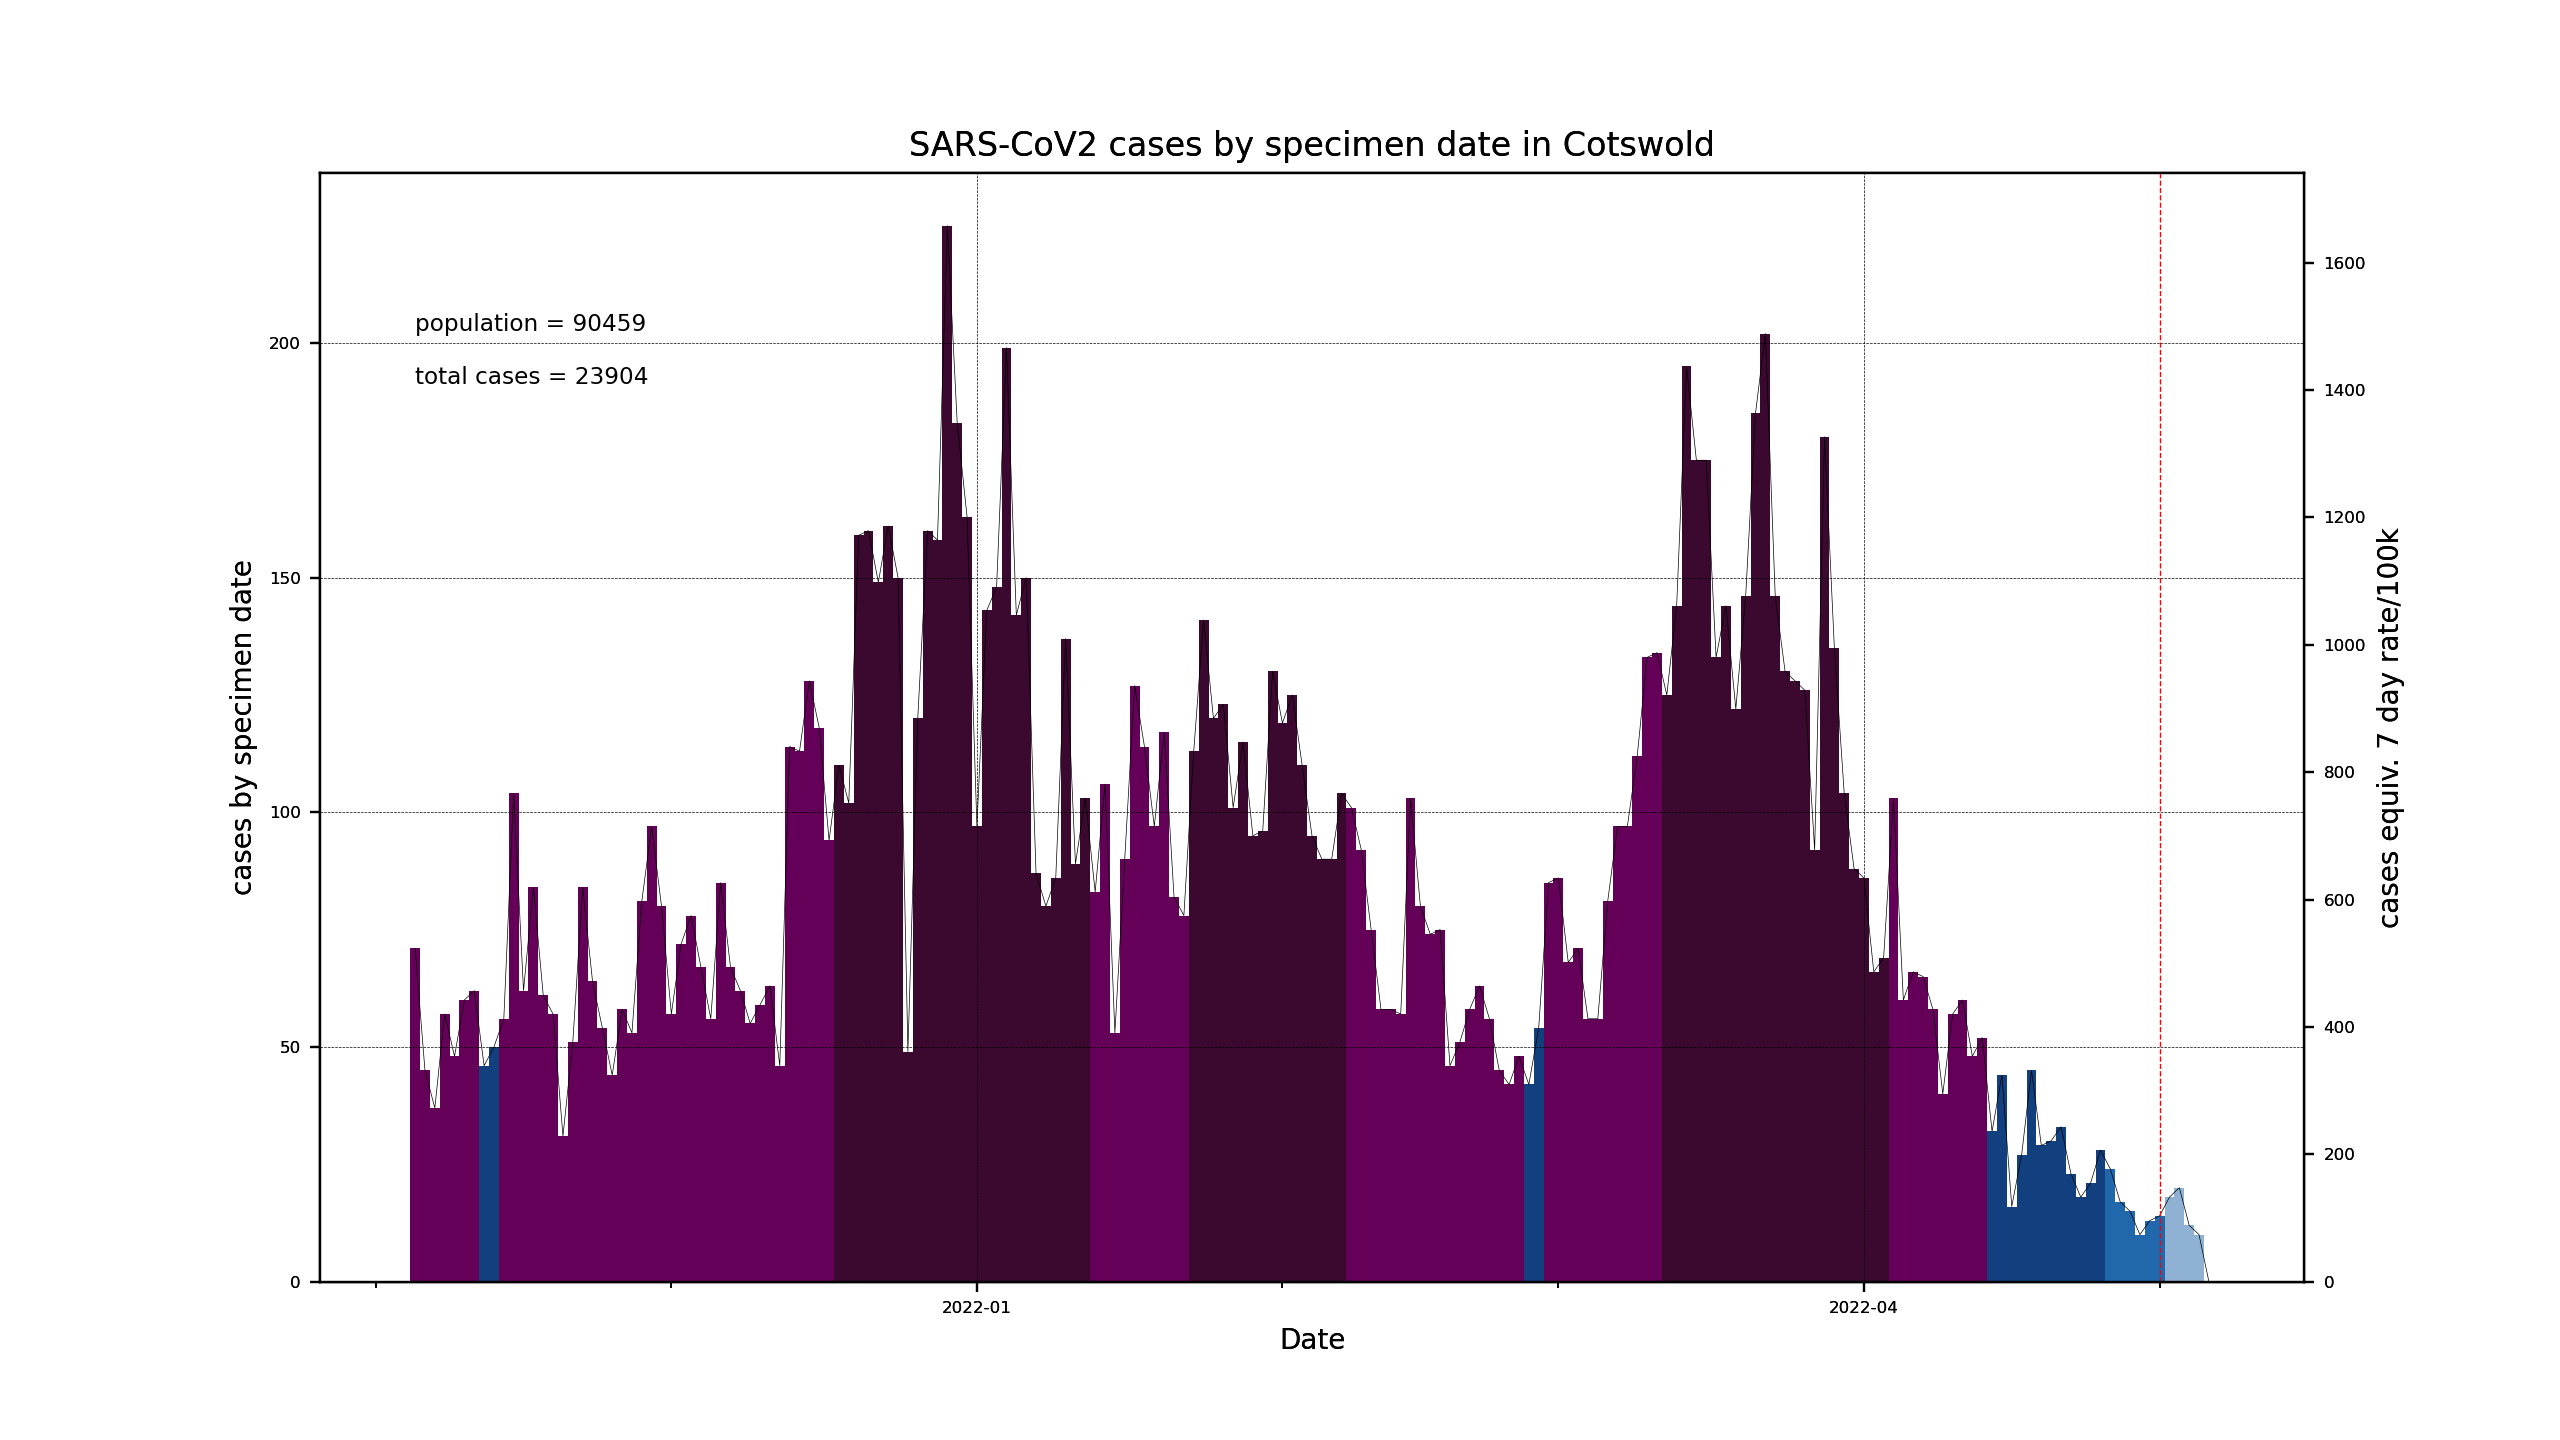 SARS-CoV2 cases by specimen date in Cotswold
population = 90459
total cases = 23904
cases by specimen date
200
150
100
50
0
1600
1400
1200
1000
800
600
400
200
0
cases equiv. 7 day rate/100k
2022-01
2022-04
Date